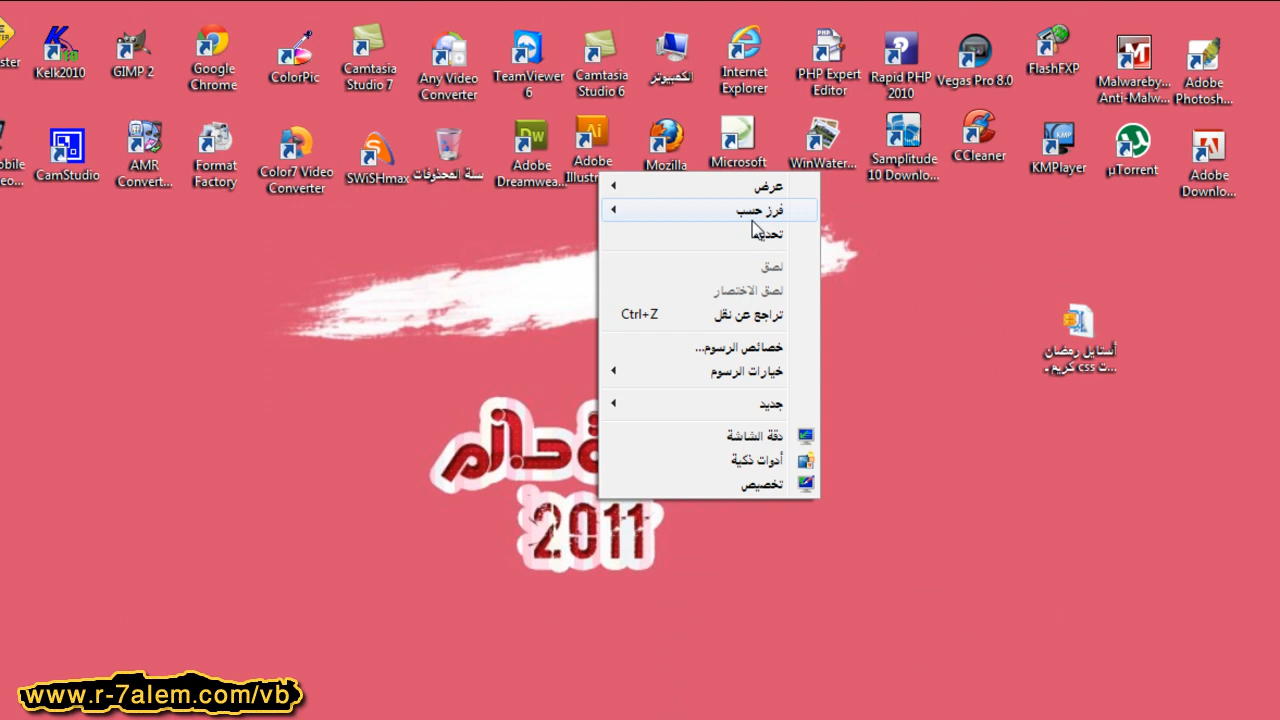 Kelk2010
GIMP 2
Google
Chrome
ColorPic
Camtasia
Studio 7
Any Video
Converter
TeamViewer
6
Camtasia
Studio 6
الكمبيوتر
Internet
Explorer
PHP Expert
Editor
Rapid PHP
2010
Vegas Pro 8.0
FlashFXP
Malwareby...
Anti-Malw...
Adobe
Photosh...
CamStudio
AMR
Convert...
Format
Factory
Color7 Video
Converter
SWiSHmax
سلة المحذوفات
Adobe
Dreamwea...
Adobe
Illustr
Mozilla
Microsoft
WinWater...
Samplitude
10 Downlo...
CCleaner
KMPlayer
µTorrent
Adobe
Downlo...
عرض
فرز حسب
تحديث
لصق
لصق الاختصار
تراجع عن نقل Ctrl+Z
خصائص الرسوم...
خيارات الرسوم
جديد
دقة الشاشة
أدوات ذكية
تخصيص
أستايل رمضان
كريم css ت...
حازم
2011
www.r-7alem.com/vb